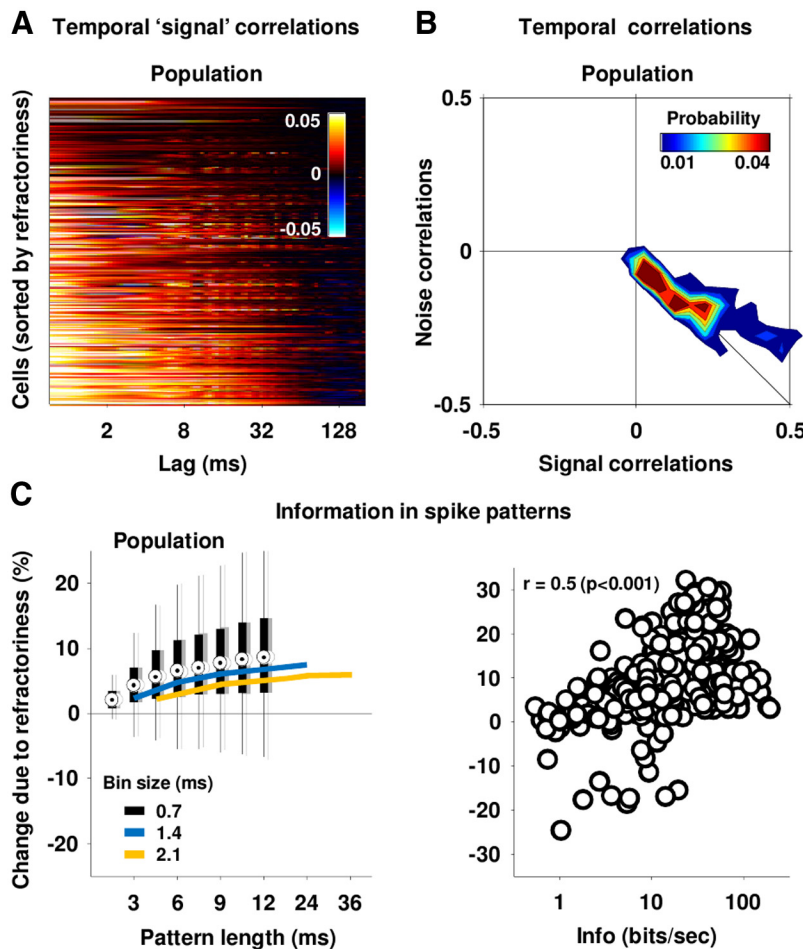 A Temporal ‘signal’ correlations
Population
Cells (sorted by refractoriness)
0.05
0
-0.05
2 8 32 128
Lag (ms)
B Temporal correlations
Population
0.5
0
-0.5
Noise correlations
Probability
0.01 0.04
-0.5 0 0.5
Signal correlations
C Information in spike patterns
Population
Change due to refractoriness (%)
20
10
0
-10
-20
Bin size (ms)
0.7
1.4
2.1
3 6 9 12 24 36
Pattern length (ms)
r = 0.5 (p<0.001)
30
20
10
0
-10
-20
-30
1 10 100
Info (bits/sec)